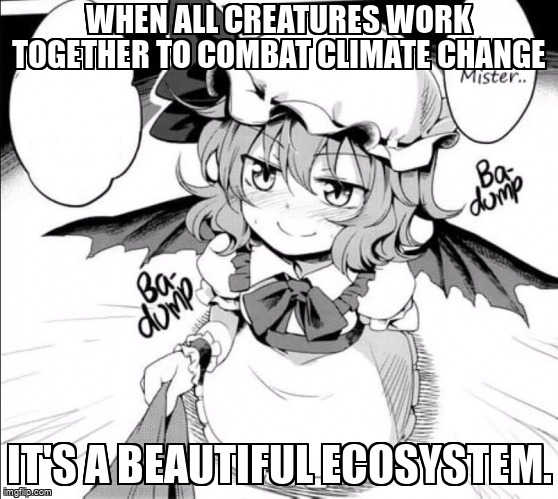 WHEN ALL CREATURES WORK
TOGETHER TO COMBAT CLIMATE CHANGE
Mister..
Ba-
dump
Ba-
dump
IT'S A BEAUTIFUL ECOSYSTEM.
imgflip.com